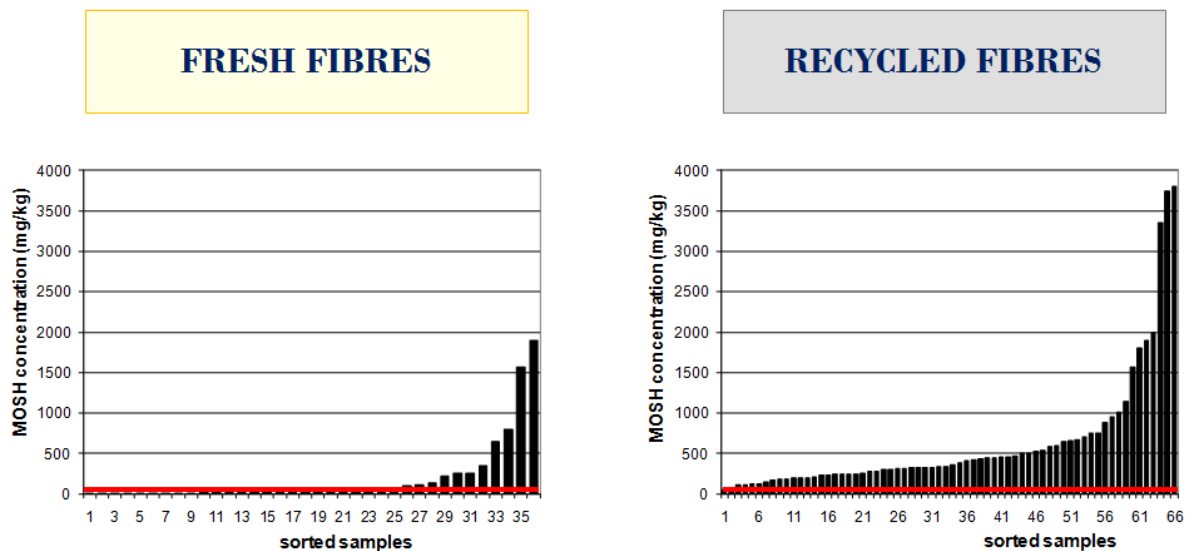 FRESH FIBRES
RECYCLED FIBRES
MOSH concentration (mg/kg)
4000
3500
3000
2500
2000
1500
1000
500
0
1 3 5 7 9 11 13 15 17 19 21 23 25 27 29 31 33 35
sorted samples
MOSH concentration (mg/kg)
4000
3500
3000
2500
2000
1500
1000
500
0
1 6 11 16 21 26 31 36 41 46 51 56 61 66
sorted samples